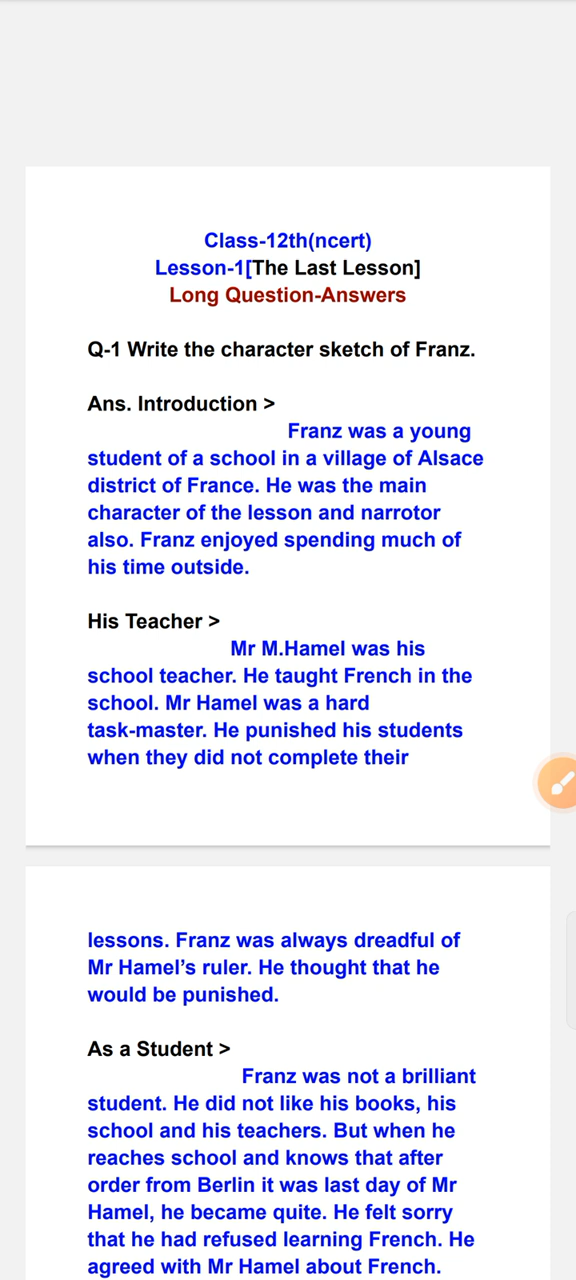 Class-12th(ncert)
Lesson-1[The Last Lesson]
Long Question-Answers
Q-1 Write the character sketch of Franz.
Ans. Introduction >
Franz was a young
student of a school in a village of Alsace
district of France. He was the main
character of the lesson and narrotor
also. Franz enjoyed spending much of
his time outside.
His Teacher >
Mr M.Hamel was his
school teacher. He taught French in the
school. Mr Hamel was a hard
task-master. He punished his students
when they did not complete their
lessons. Franz was always dreadful of
Mr Hamel’s ruler. He thought that he
would be punished.
As a Student >
Franz was not a brilliant
student. He did not like his books, his
school and his teachers. But when he
reaches school and knows that after
order from Berlin it was last day of Mr
Hamel, he became quite. He felt sorry
that he had refused learning French. He
agreed with Mr Hamel about French.